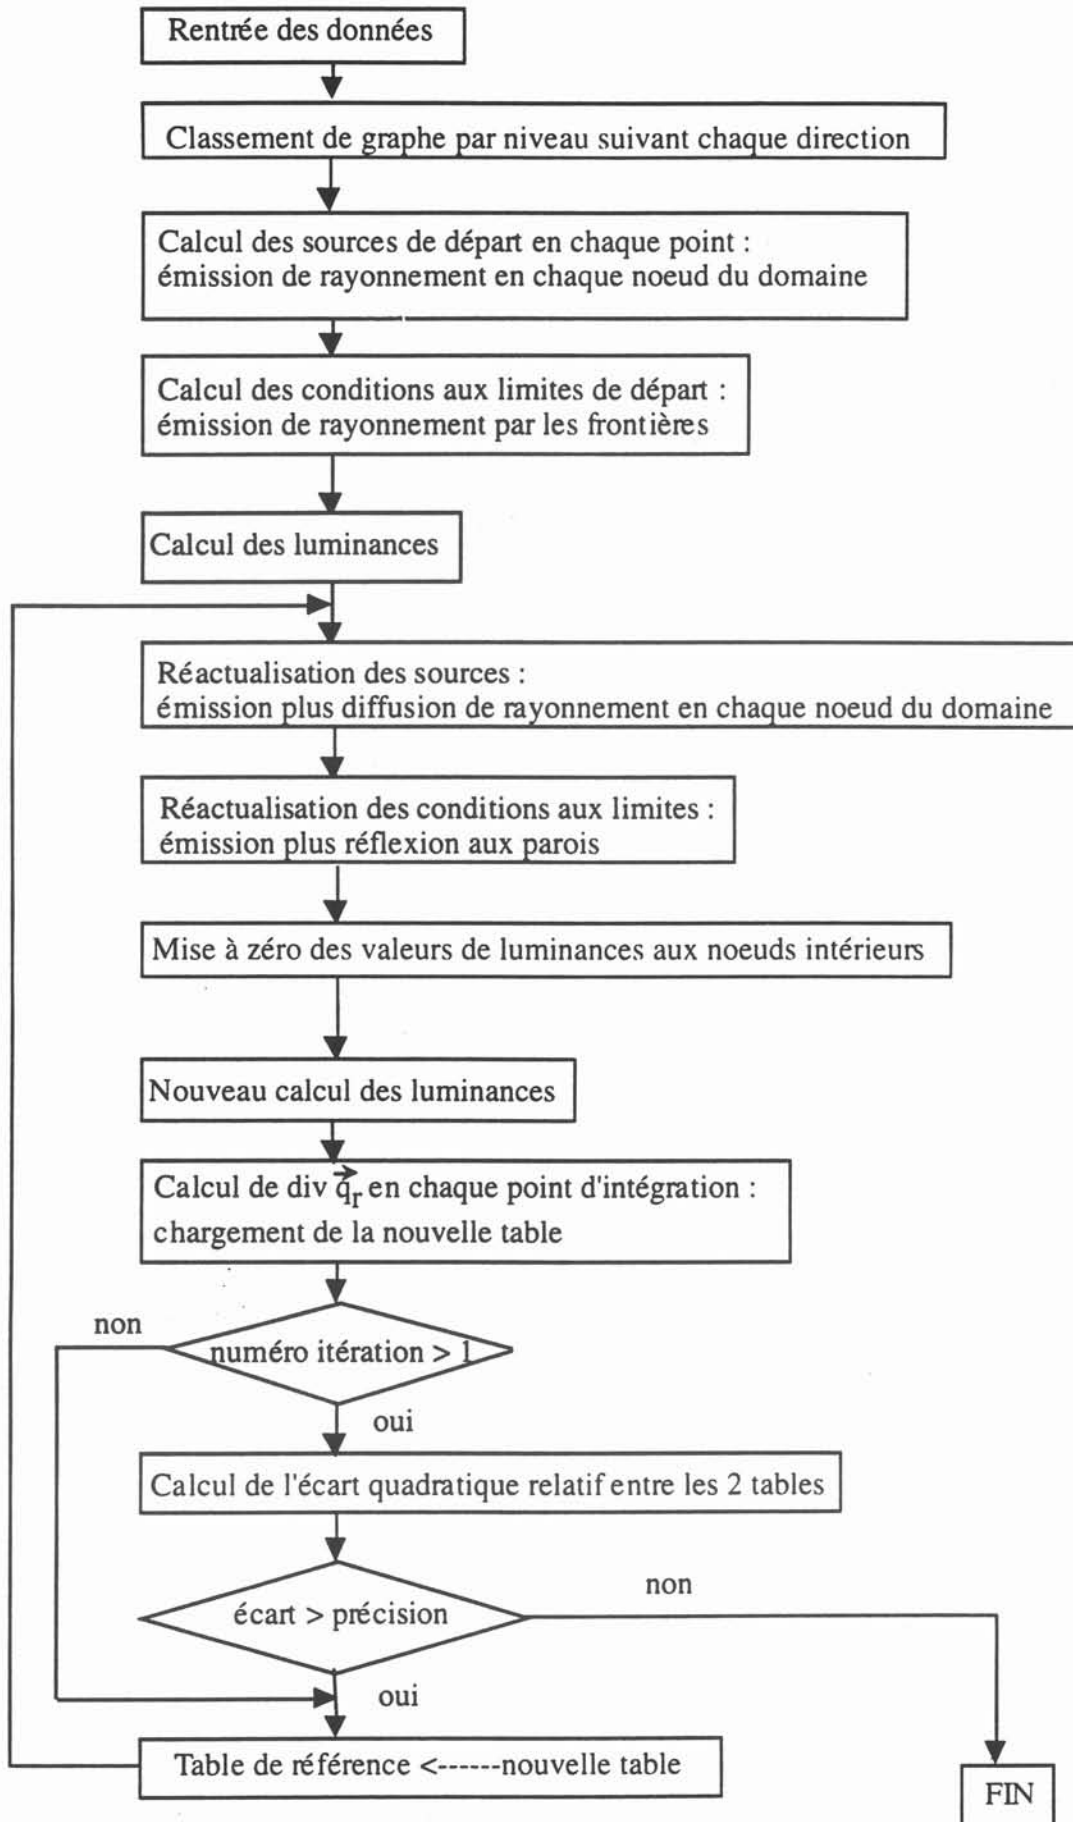 Rentrée des données
Classement de graphe par niveau suivant chaque direction
Calcul des sources de départ en chaque point :
émission de rayonnement en chaque noeud du domaine
Calcul des conditions aux limites de départ :
émission de rayonnement par les frontières
Calcul des luminances
Réactualisation des sources :
émission plus diffusion de rayonnement en chaque noeud du domaine
Réactualisation des conditions aux limites :
émission plus réflexion aux parois
Mise à zéro des valeurs de luminances aux noeuds intérieurs
Nouveau calcul des luminances
Calcul de div q⃗r en chaque point d'intégration :
chargement de la nouvelle table
non
numéro itération > 1
oui
Calcul de l'écart quadratique relatif entre les 2 tables
non
écart > précision
oui
Table de référence <------nouvelle table
FIN